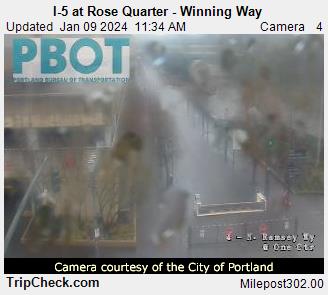 I-5 at Rose Quarter - Winning Way
Updated Jan 09 2024 11:34 AM Camera 4
PBOT
PORTLAND BUREAU OF TRANSPORTATION
4 - N. Ramsey Wy
@ One Ctr
Camera courtesy of the City of Portland
TripCheck.com Milepost302.00